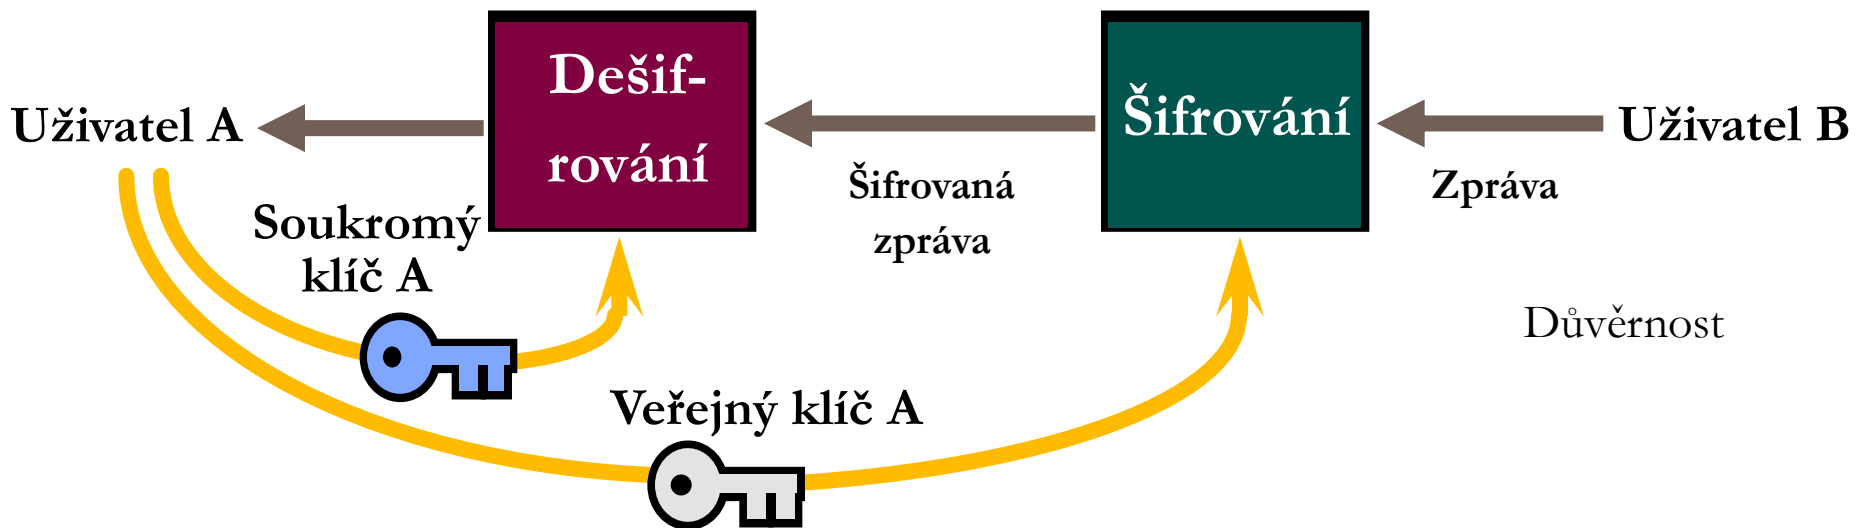 Dešif-
rování
Šifrování
Uživatel A
Uživatel B
Šifrovaná
zpráva
Zpráva
Soukromý
klíč A
Důvěrnost
Veřejný klíč A